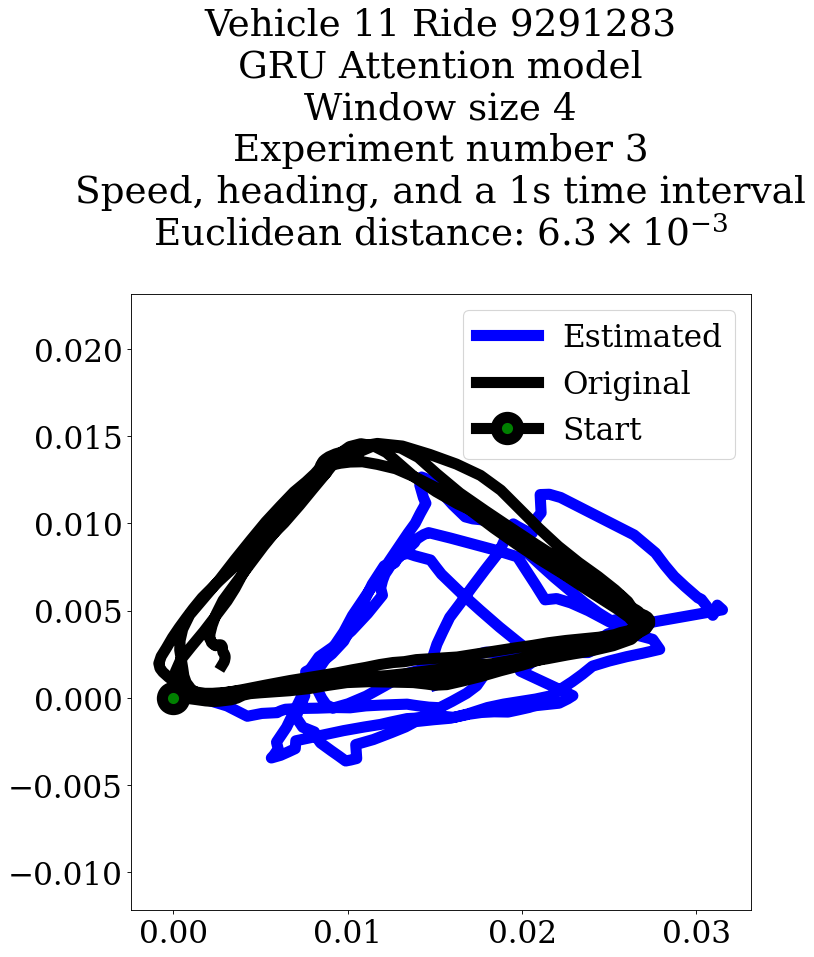 Vehicle 11 Ride 9291283
GRU Attention model
Window size 4
Experiment number 3
Speed, heading, and a 1s time interval
Euclidean distance: 6.3 × 10⁻³
Estimated
Original
Start
0.020
0.015
0.010
0.005
0.000
−0.005
−0.010
0.00 0.01 0.02 0.03